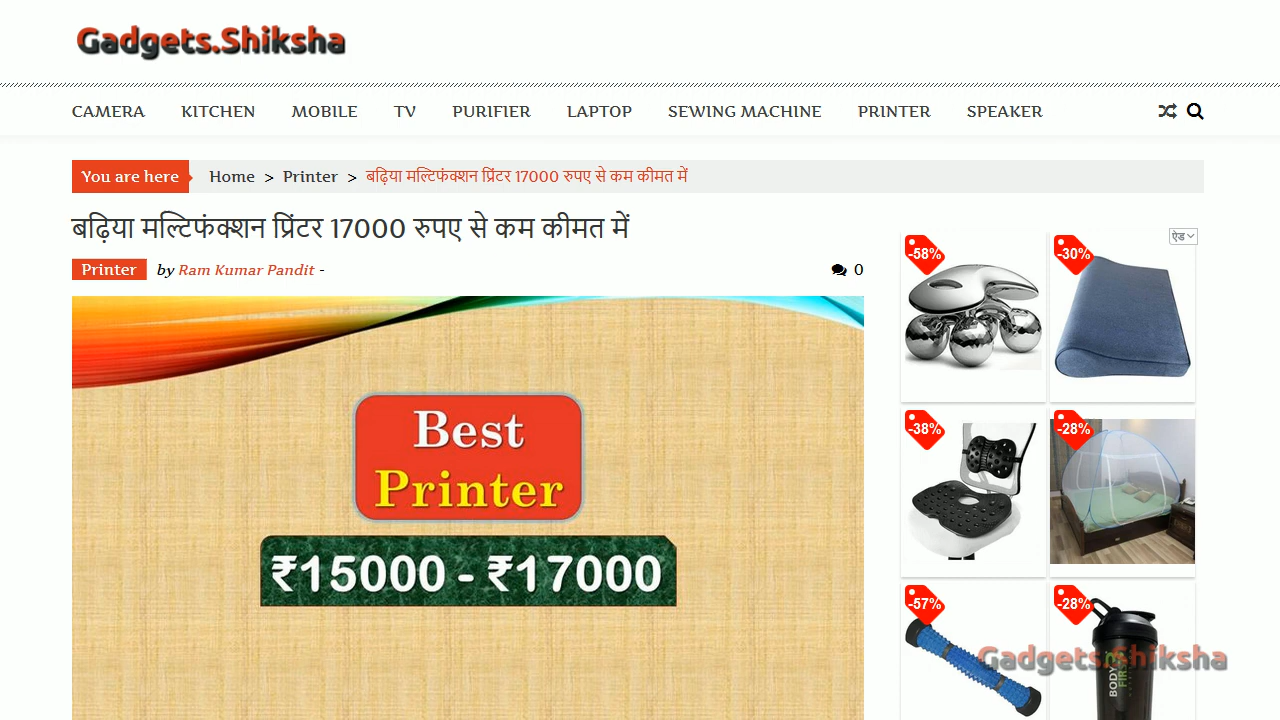 Gadgets.Shiksha
CAMERA KITCHEN MOBILE TV PURIFIER LAPTOP SEWING MACHINE PRINTER SPEAKER
You are here Home > Printer > बढ़िया मल्टिफंक्शन प्रिंटर 17000 रुपए से कम कीमत में
बढ़िया मल्टिफंक्शन प्रिंटर 17000 रुपए से कम कीमत में
Printer by Ram Kumar Pandit - 0
Best
Printer
₹15000 - ₹17000
ऐड
-58% -30%
-38% -28%
-57% -28%
Gadgets.Shiksha
BODY
FIRST